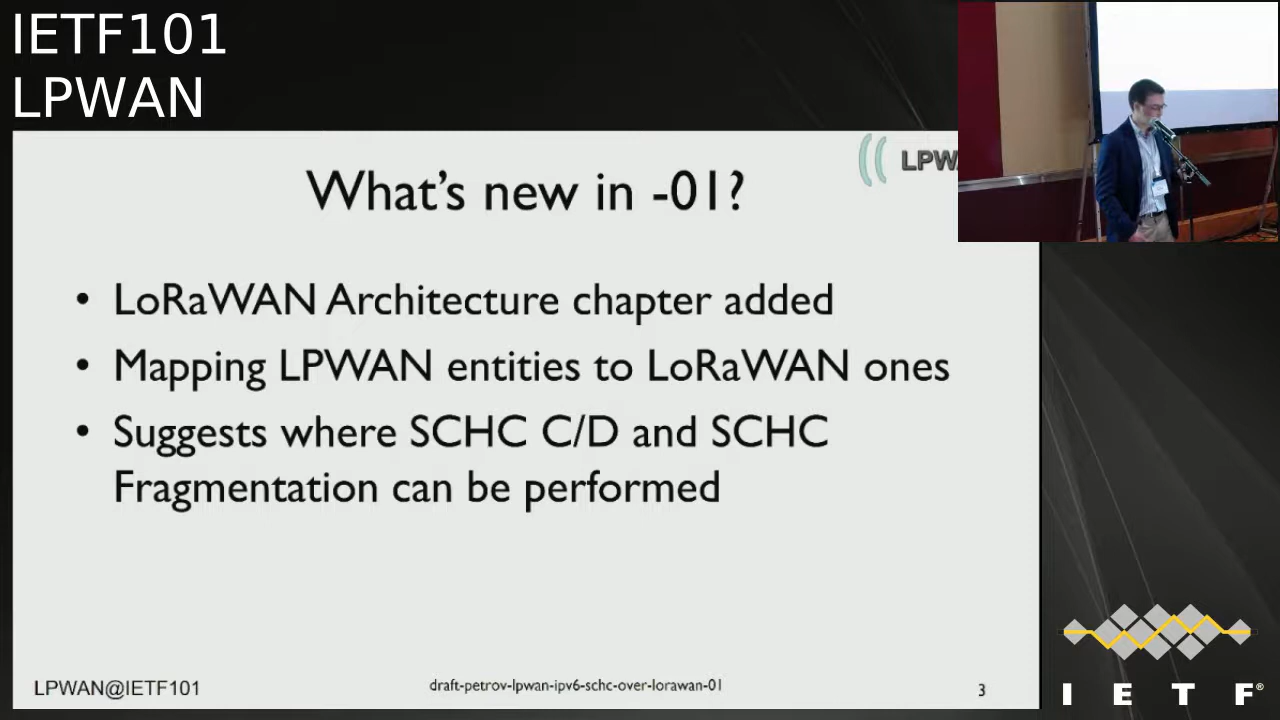 IETF101
LPWAN
LPW
What's new in -01?
• LoRaWAN Architecture chapter added
• Mapping LPWAN entities to LoRaWAN ones
• Suggests where SCHC C/D and SCHC
Fragmentation can be performed
LPWAN@IETF101
draft-petrov-lpwan-ipv6-schc-over-lorawan-01
3
I E T F®